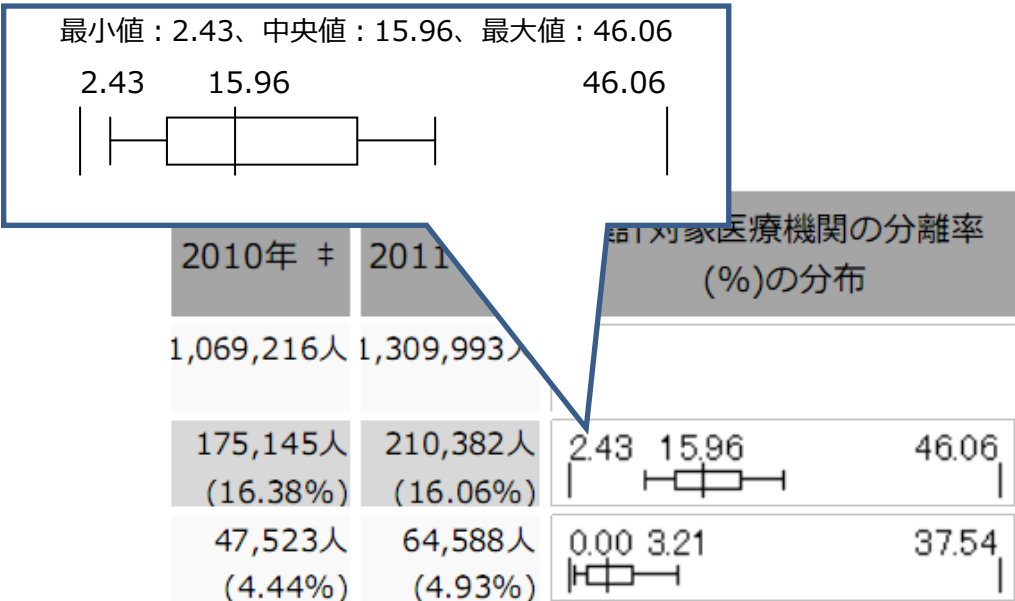 最小値：2.43、中央値：15.96、最大値：46.06
2.43 15.96 46.06
2010年 ‡ 2011 計対象医療機関の分離率
(%)の分布
1,069,216人 1,309,993人
175,145人 210,382人 2.43 15.96 46.06
(16.38%) (16.06%)
47,523人 64,588人 0.00 3.21 37.54
(4.44%) (4.93%)